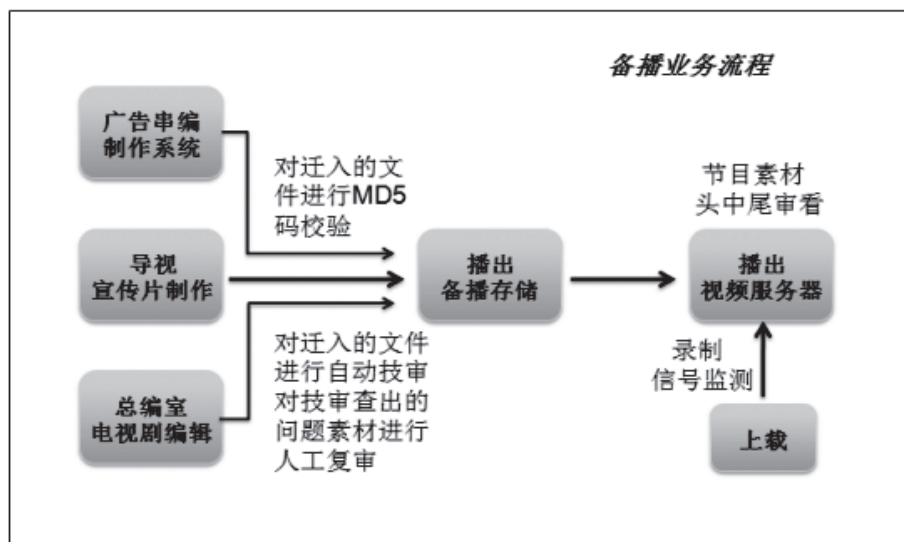 备播业务流程
广告串编
制作系统
对迁入的文
件进行MD5
码校验
节目素材
头中尾审看
导视
宣传片制作
播出
备播存储
播出
视频服务器
对迁入的文件
进行自动技审
对技审查出的
问题素材进行
人工复审
录制
信号监测
总编室
电视剧编辑
上载